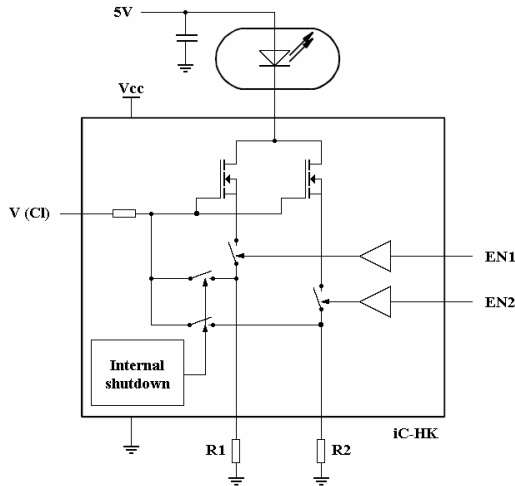 5V
Vcc
V (CI)
EN1
EN2
Internal
shutdown
iC-HK
R1
R2